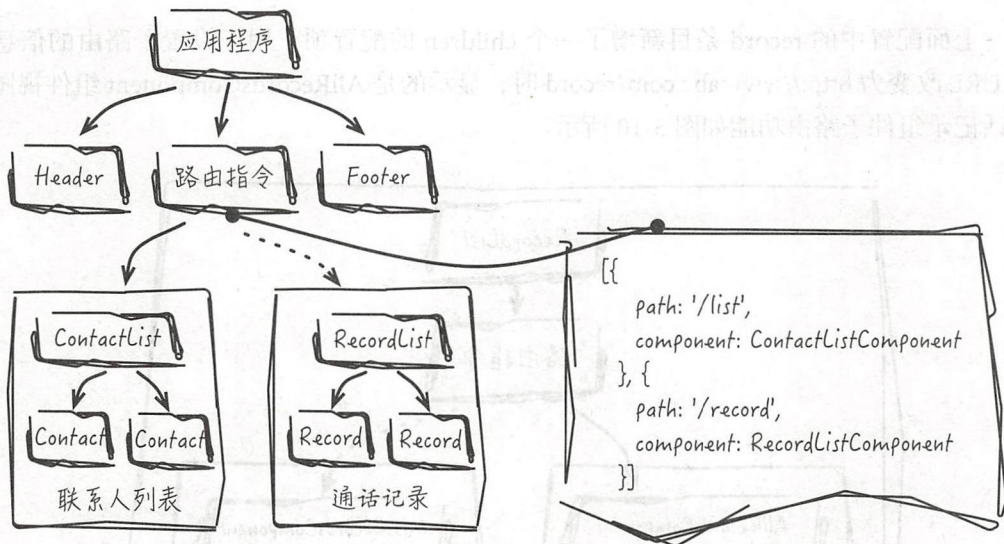 应用程序
Header
路由指令
Footer
ContactList
Contact
Contact
联系人列表
RecordList
Record
Record
通话记录
[{
path: '/list',
component: ContactListComponent
}, {
path: '/record',
component: RecordListComponent
}]